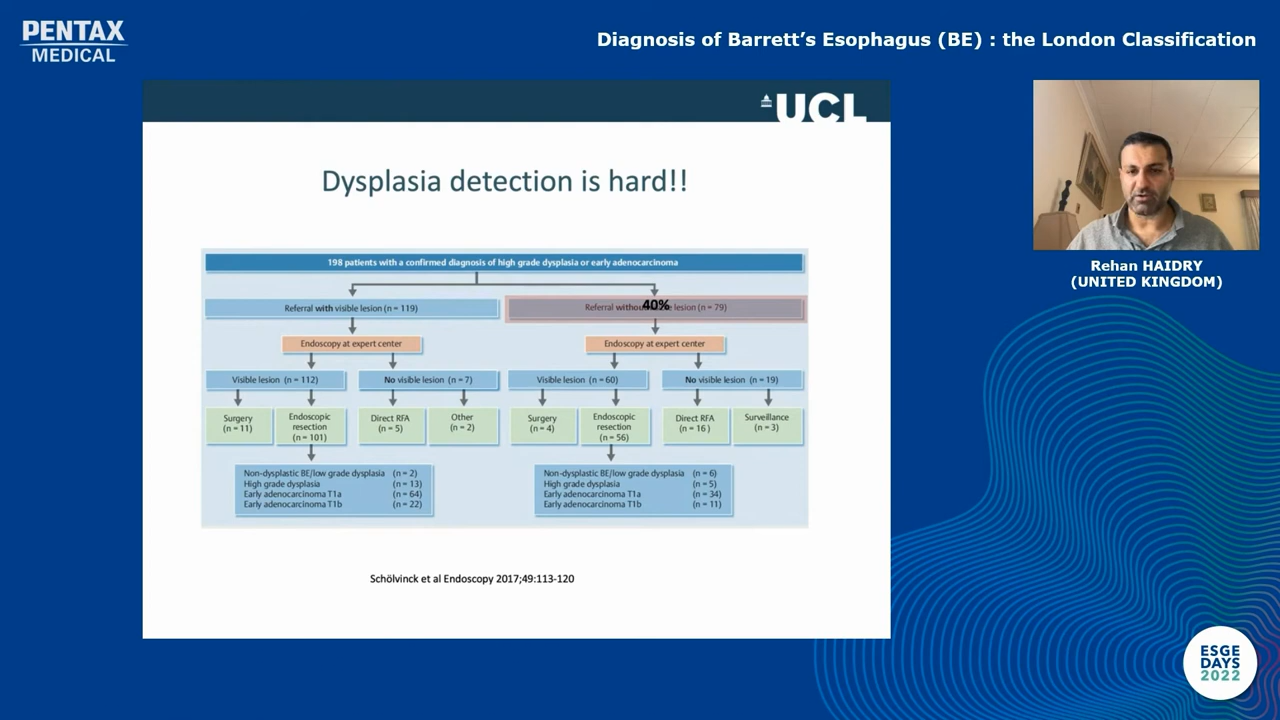 PENTAX
MEDICAL
Diagnosis of Barrett's Esophagus (BE) : the London Classification
UCL
Dysplasia detection is hard!!
198 patients with a confirmed diagnosis of high grade dysplasia or early adenocarcinoma
Referral with visible lesion (n = 119)
Referral without lesion (n = 79)
40%
Endoscopy at expert center
Endoscopy at expert center
Visible lesion (n = 112)
No visible lesion (n = 7)
Visible lesion (n = 60)
No visible lesion (n = 19)
Surgery
(n = 11)
Endoscopic
resection
(n = 101)
Direct RFA
(n = 5)
Other
(n = 2)
Surgery
(n = 4)
Endoscopic
resection
(n = 56)
Direct RFA
(n = 16)
Surveillance
(n = 3)
Non-dysplastic BE/low grade dysplasia (n = 2)
High grade dysplasia (n = 13)
Early adenocarcinoma T1a (n = 64)
Early adenocarcinoma T1b (n = 22)
Non-dysplastic BE/low grade dysplasia (n = 6)
High grade dysplasia (n = 5)
Early adenocarcinoma T1a (n = 34)
Early adenocarcinoma T1b (n = 11)
Schölvinck et al Endoscopy 2017;49:113-120
Rehan HAIDRY
(UNITED KINGDOM)
ESGE
DAYS
2022